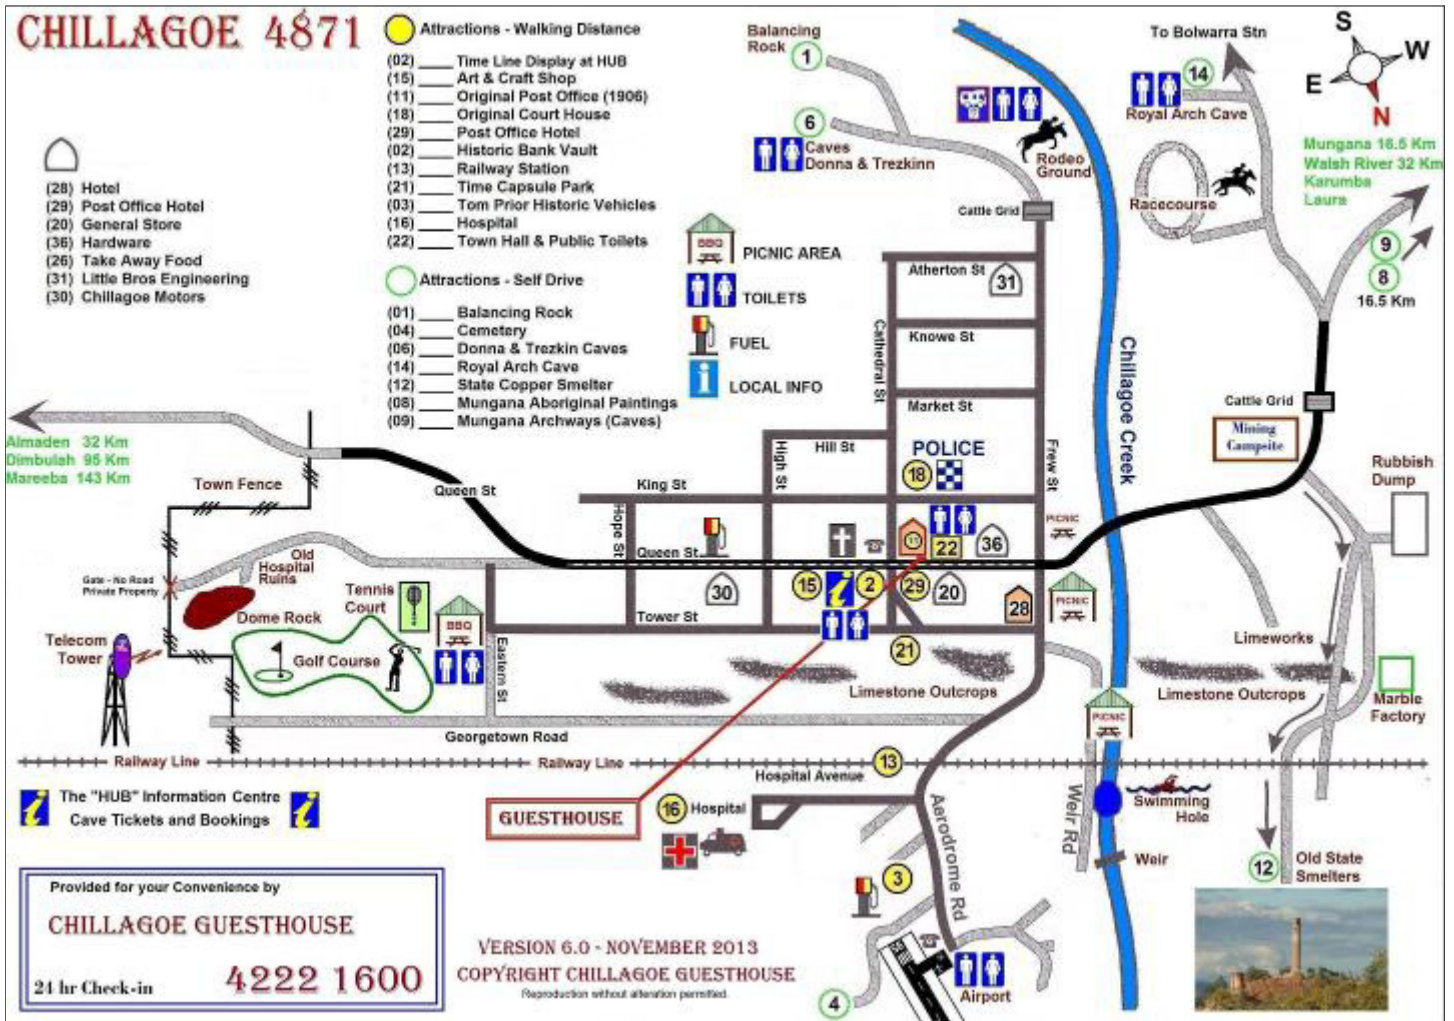 CHILLAGOE 4871
(28) Hotel
(29) Post Office Hotel
(20) General Store
(36) Hardware
(26) Take Away Food
(31) Little Bros Engineering
(30) Chillagoe Motors
Attractions - Walking Distance
(02) ____ Time Line Display at HUB
(15) ____ Art & Craft Shop
(11) ____ Original Post Office (1906)
(18) ____ Original Court House
(29) ____ Post Office Hotel
(02) ____ Historic Bank Vault
(13) ____ Railway Station
(21) ____ Time Capsule Park
(03) ____ Tom Prior Historic Vehicles
(16) ____ Hospital
(22) ____ Town Hall & Public Toilets
Attractions - Self Drive
(01) ____ Balancing Rock
(04) ____ Cemetery
(06) ____ Donna & Trezkin Caves
(14) ____ Royal Arch Cave
(12) ____ State Copper Smelter
(08) ____ Mungana Aboriginal Paintings
(09) ____ Mungana Archways (Caves)
BBQ
PICNIC AREA
TOILETS
FUEL
i
LOCAL INFO
Balancing
Rock
1
6
Caves
Donna & Trezkinn
Cattle Grid
Rodeo
Ground
To Bolwarra Stn
14
Royal Arch Cave
Racecourse
S
W
E
N
Mungana 16.5 Km
Walsh River 32 Km
Karumba
Laura
9
8
16.5 Km
Atherton St
31
Knowe St
Cathedral St
Market St
Hill St
High St
POLICE
18
Frew St
Chillagoe Creek
Cattle Grid
Mining
Campsite
Rubbish
Dump
Almaden 32 Km
Dimbulah 95 Km
Mareeba 143 Km
Town Fence
Queen St
King St
Hope St
Queen St
11
22
36
PICNIC
Old
Hospital
Ruins
Gate - No Road
Private Property
Dome Rock
Tennis
Court
BBQ
30
15
i
2
29
20
28
PICNIC
Tower St
Telecom
Tower
Golf Course
Eastern St
21
Limestone Outcrops
Limeworks
Limestone Outcrops
Marble
Factory
PICNIC
Georgetown Road
Railway Line
Railway Line
Hospital Avenue
13
i
The "HUB" Information Centre
Cave Tickets and Bookings
i
GUESTHOUSE
16
Hospital
Aerodrome Rd
Weir Rd
Swimming
Hole
Weir
12
Old State
Smelters
3
4
Airport
Provided for your Convenience by
CHILLAGOE GUESTHOUSE
24 hr Check-in
4222 1600
VERSION 6.0 - NOVEMBER 2013
COPYRIGHT CHILLAGOE GUESTHOUSE
Reproduction without alteration permitted.